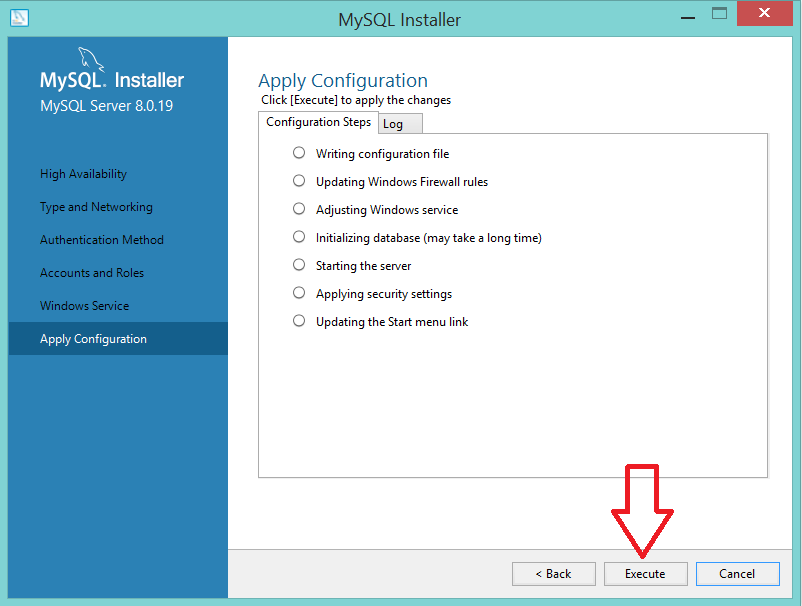 MySQL Installer
MySQL. Installer
MySQL Server 8.0.19
High Availability
Type and Networking
Authentication Method
Accounts and Roles
Windows Service
Apply Configuration
Apply Configuration
Click [Execute] to apply the changes
Configuration Steps
Log
Writing configuration file
Updating Windows Firewall rules
Adjusting Windows service
Initializing database (may take a long time)
Starting the server
Applying security settings
Updating the Start menu link
< Back
Execute
Cancel